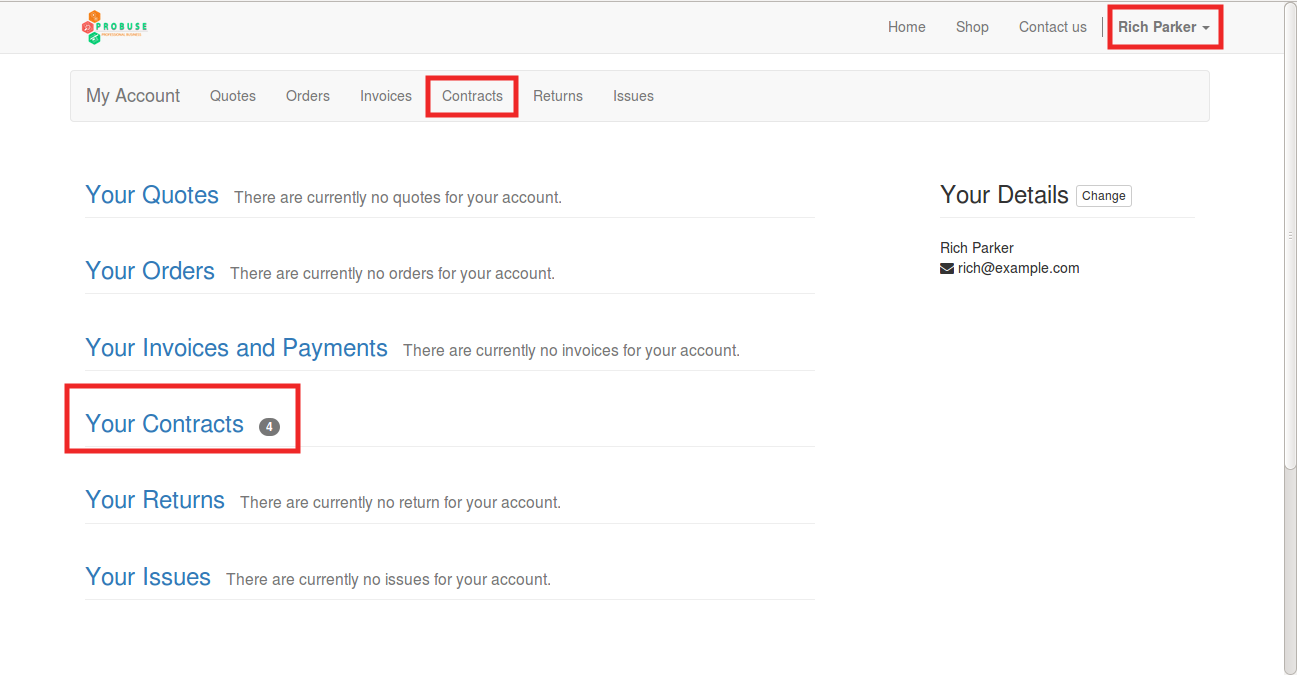 PROBUSE
PROFESSIONAL BUSINESS
Home Shop Contact us Rich Parker
My Account Quotes Orders Invoices Contracts Returns Issues
Your Quotes There are currently no quotes for your account.
Your Details Change
Rich Parker
rich@example.com
Your Orders There are currently no orders for your account.
Your Invoices and Payments There are currently no invoices for your account.
Your Contracts 4
Your Returns There are currently no return for your account.
Your Issues There are currently no issues for your account.